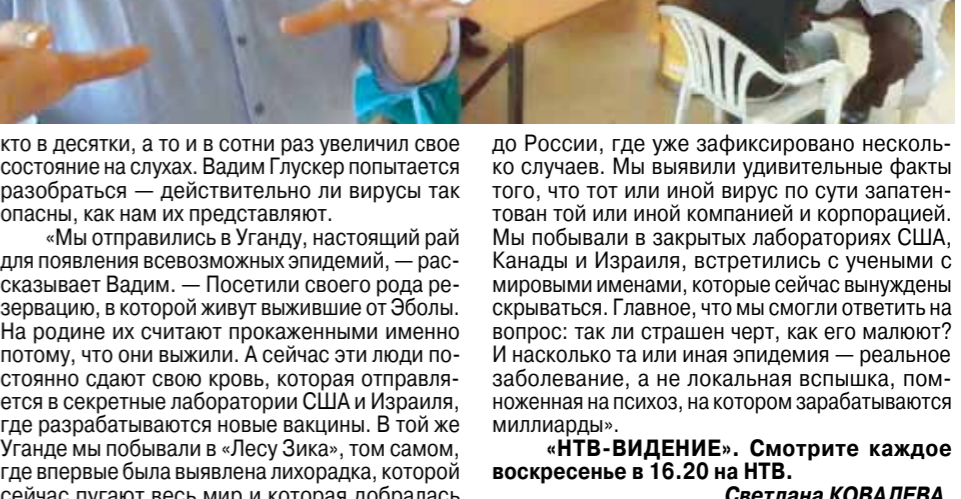 кто в десятки, а то и в сотни раз увеличил свое
состояние на слухах. Вадим Глускер попытается
разобраться — действительно ли вирусы так
опасны, как нам их представляют.
«Мы отправились в Уганду, настоящий рай
для появления всевозможных эпидемий, — рас-
сказывает Вадим. — Посетили своего рода ре-
зервацию, в которой живут выжившие от Эболы.
На родине их считают прокаженными именно
потому, что они выжили. А сейчас эти люди по-
стоянно сдают свою кровь, которая отправля-
ется в секретные лаборатории США и Израиля,
где разрабатываются новые вакцины. В той же
Уганде мы побывали в «Лесу Зика», том самом,
где впервые была выявлена лихорадка, которой
сейчас пугают весь мир и которая добралась
до России, где уже зафиксировано несколь-
ко случаев. Мы выявили удивительные факты
того, что тот или иной вирус по сути запатен-
тован той или иной компанией и корпорацией.
Мы побывали в закрытых лабораториях США,
Канады и Израиля, встретились с учеными с
мировыми именами, которые сейчас вынуждены
скрываться. Главное, что мы смогли ответить на
вопрос: так ли страшен черт, как его малюют?
И насколько та или иная эпидемия — реальное
заболевание, а не локальная вспышка, пом-
ноженная на психоз, на котором зарабатываются
миллиарды».
«НТВ-ВИДЕНИЕ». Смотрите каждое
воскресенье в 16.20 на НТВ.
Светлана КОВАЛЕВА